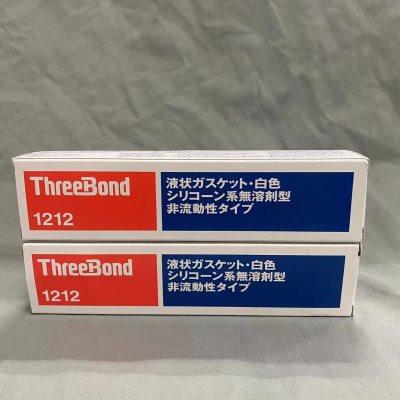 ThreeBond
1212
液状ガスケット・白色
シリコーン系無溶剤型
非流動性タイプ
ThreeBond
1212
液状ガスケット・白色
シリコーン系無溶剤型
非流動性タイプ